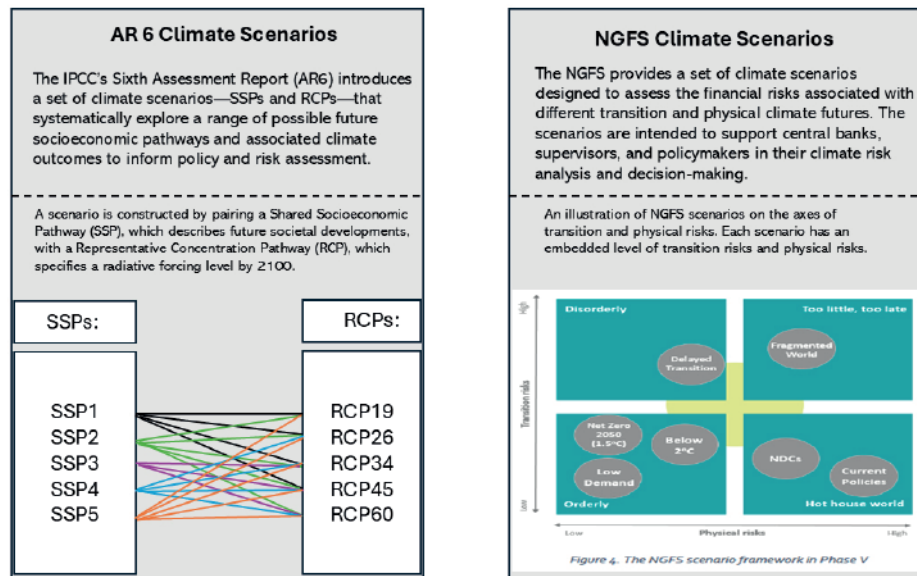 AR 6 Climate Scenarios
The IPCC's Sixth Assessment Report (AR6) introduces
a set of climate scenarios—SSPs and RCPs—that
systematically explore a range of possible future
socioeconomic pathways and associated climate
outcomes to inform policy and risk assessment.
A scenario is constructed by pairing a Shared Socioeconomic
Pathway (SSP), which describes future societal developments,
with a Representative Concentration Pathway (RCP), which
specifies a radiative forcing level by 2100.
SSPs:
RCPs:
SSP1
SSP2
SSP3
SSP4
SSP5
RCP19
RCP26
RCP34
RCP45
RCP60
NGFS Climate Scenarios
The NGFS provides a set of climate scenarios
designed to assess the financial risks associated with
different transition and physical climate futures. The
scenarios are intended to support central banks,
supervisors, and policymakers in their climate risk
analysis and decision-making.
An illustration of NGFS scenarios on the axes of
transition and physical risks. Each scenario has an
embedded level of transition risks and physical risks.
High
Transition risks
Low
Disorderly
Too little, too late
Delayed
Transition
Fragmented
World
Net Zero
2050
(1.5°C)
Below
2°C
Low
Demand
NDCs
Current
Policies
Orderly
Hot house world
Low
Physical risks
High
Figure 4. The NGFS scenario framework in Phase V